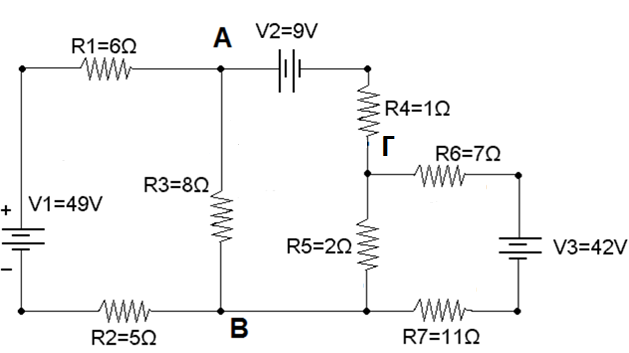 V2=9V
A
R1=6Ω
R4=1Ω
Γ
R6=7Ω
R3=8Ω
+ V1=49V
R5=2Ω
V3=42V
−
R2=5Ω
B
R7=11Ω